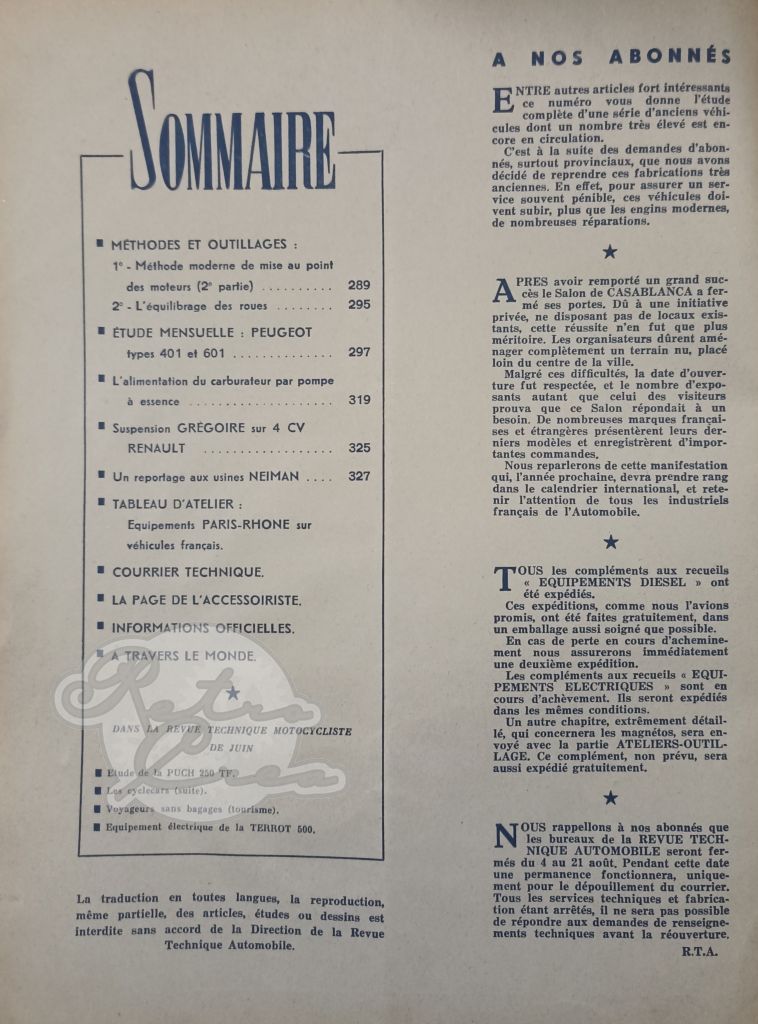 SOMMAIRE
■ MÉTHODES ET OUTILLAGES :
1° - Méthode moderne de mise au point
des moteurs (2e partie) .......... 289
2° - L'équilibrage des roues ........ 295
■ ÉTUDE MENSUELLE : PEUGEOT
types 401 et 601 ............. 297
■ L'alimentation du carburateur par pompe
à essence .................... 319
■ Suspension GRÉGOIRE sur 4 CV
RENAULT .................. 325
■ Un reportage aux usines NEIMAN .... 327
■ TABLEAU D'ATELIER :
Equipements PARIS-RHONE sur
véhicules français.
■ COURRIER TECHNIQUE.
■ LA PAGE DE L'ACCESSOIRISTE.
■ INFORMATIONS OFFICIELLES.
■ A TRAVERS LE MONDE.
★
DANS LA REVUE TECHNIQUE MOTOCYCLISTE
DE JUIN
■ Etude de la PUCH 250 TF.
■ Les cyclecars (suite).
■ Voyageurs sans bagages (tourisme).
■ Equipement électrique de la TERROT 500.
La traduction en toutes langues, la reproduction,
même partielle, des articles, études ou dessins est
interdite sans accord de la Direction de la Revue
Technique Automobile.
A NOS ABONNÉS
ENTRE autres articles fort intéressants
ce numéro vous donne l'étude
complète d'une série d'anciens véhi-
cules dont un nombre très élevé est en-
core en circulation.
C'est à la suite des demandes d'abon-
nés, surtout provinciaux, que nous avons
décidé de reprendre ces fabrications très
anciennes. En effet, pour assurer un ser-
vice souvent pénible, ces véhicules doi-
vent subir, plus que les engins modernes,
de nombreuses réparations.
★
APRES avoir remporté un grand suc-
cès le Salon de CASABLANCA a fer-
mé ses portes. Dû à une initiative
privée, ne disposant pas de locaux exis-
tants, cette réussite n'en fut que plus
méritoire. Les organisateurs dûrent amé-
nager complètement un terrain nu, placé
loin du centre de la ville.
Malgré ces difficultés, la date d'ouver-
ture fut respectée, et le nombre d'expo-
sants autant que celui des visiteurs
prouva que ce Salon répondait à un
besoin. De nombreuses marques françai-
ses et étrangères présentèrent leurs der-
niers modèles et enregistrèrent d'impor-
tantes commandes.
Nous reparlerons de cette manifestation
qui, l'année prochaine, devra prendre rang
dans le calendrier international, et rete-
nir l'attention de tous les industriels
français de l'Automobile.
★
TOUS les compléments aux recueils
« EQUIPEMENTS DIESEL » ont
été expédiés.
Ces expéditions, comme nous l'avions
promis, ont été faites gratuitement, dans
un emballage aussi soigné que possible.
En cas de perte en cours d'achemine-
ment nous assurerons immédiatement
une deuxième expédition.
Les compléments aux recueils « EQUI-
PEMENTS ELECTRIQUES » sont en
cours d'achèvement. Ils seront expédiés
dans les mêmes conditions.
Un autre chapitre, extrêmement détail-
lé, qui concernera les magnétos, sera en-
voyé avec la partie ATELIERS-OUTIL-
LAGE. Ce complément, non prévu, sera
aussi expédié gratuitement.
★
NOUS rappellons à nos abonnés que
les bureaux de la REVUE TECH-
NIQUE AUTOMOBILE seront fer-
més du 4 au 21 août. Pendant cette date
une permanence fonctionnera, unique-
ment pour le dépouillement du courrier.
Tous les services techniques et fabrica-
tion étant arrêtés, il ne sera pas possible
de répondre aux demandes de renseigne-
ments techniques avant la réouverture.
R.T.A.